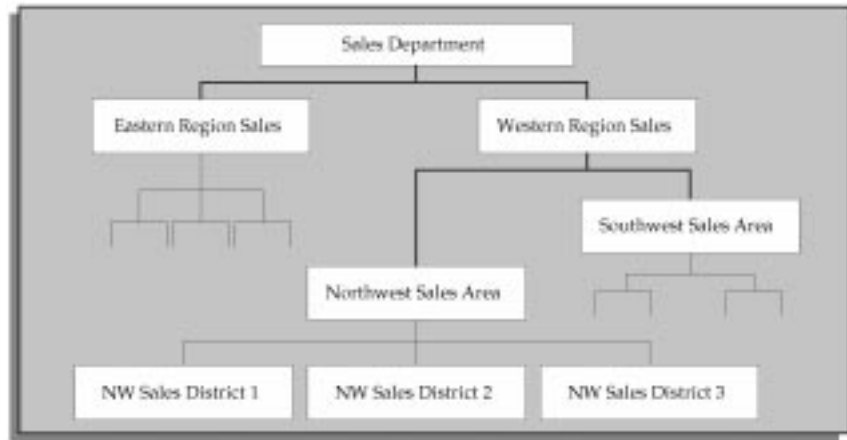 Sales Department
Eastern Region Sales
Western Region Sales
Southwest Sales Area
Northwest Sales Area
NW Sales District 1
NW Sales District 2
NW Sales District 3